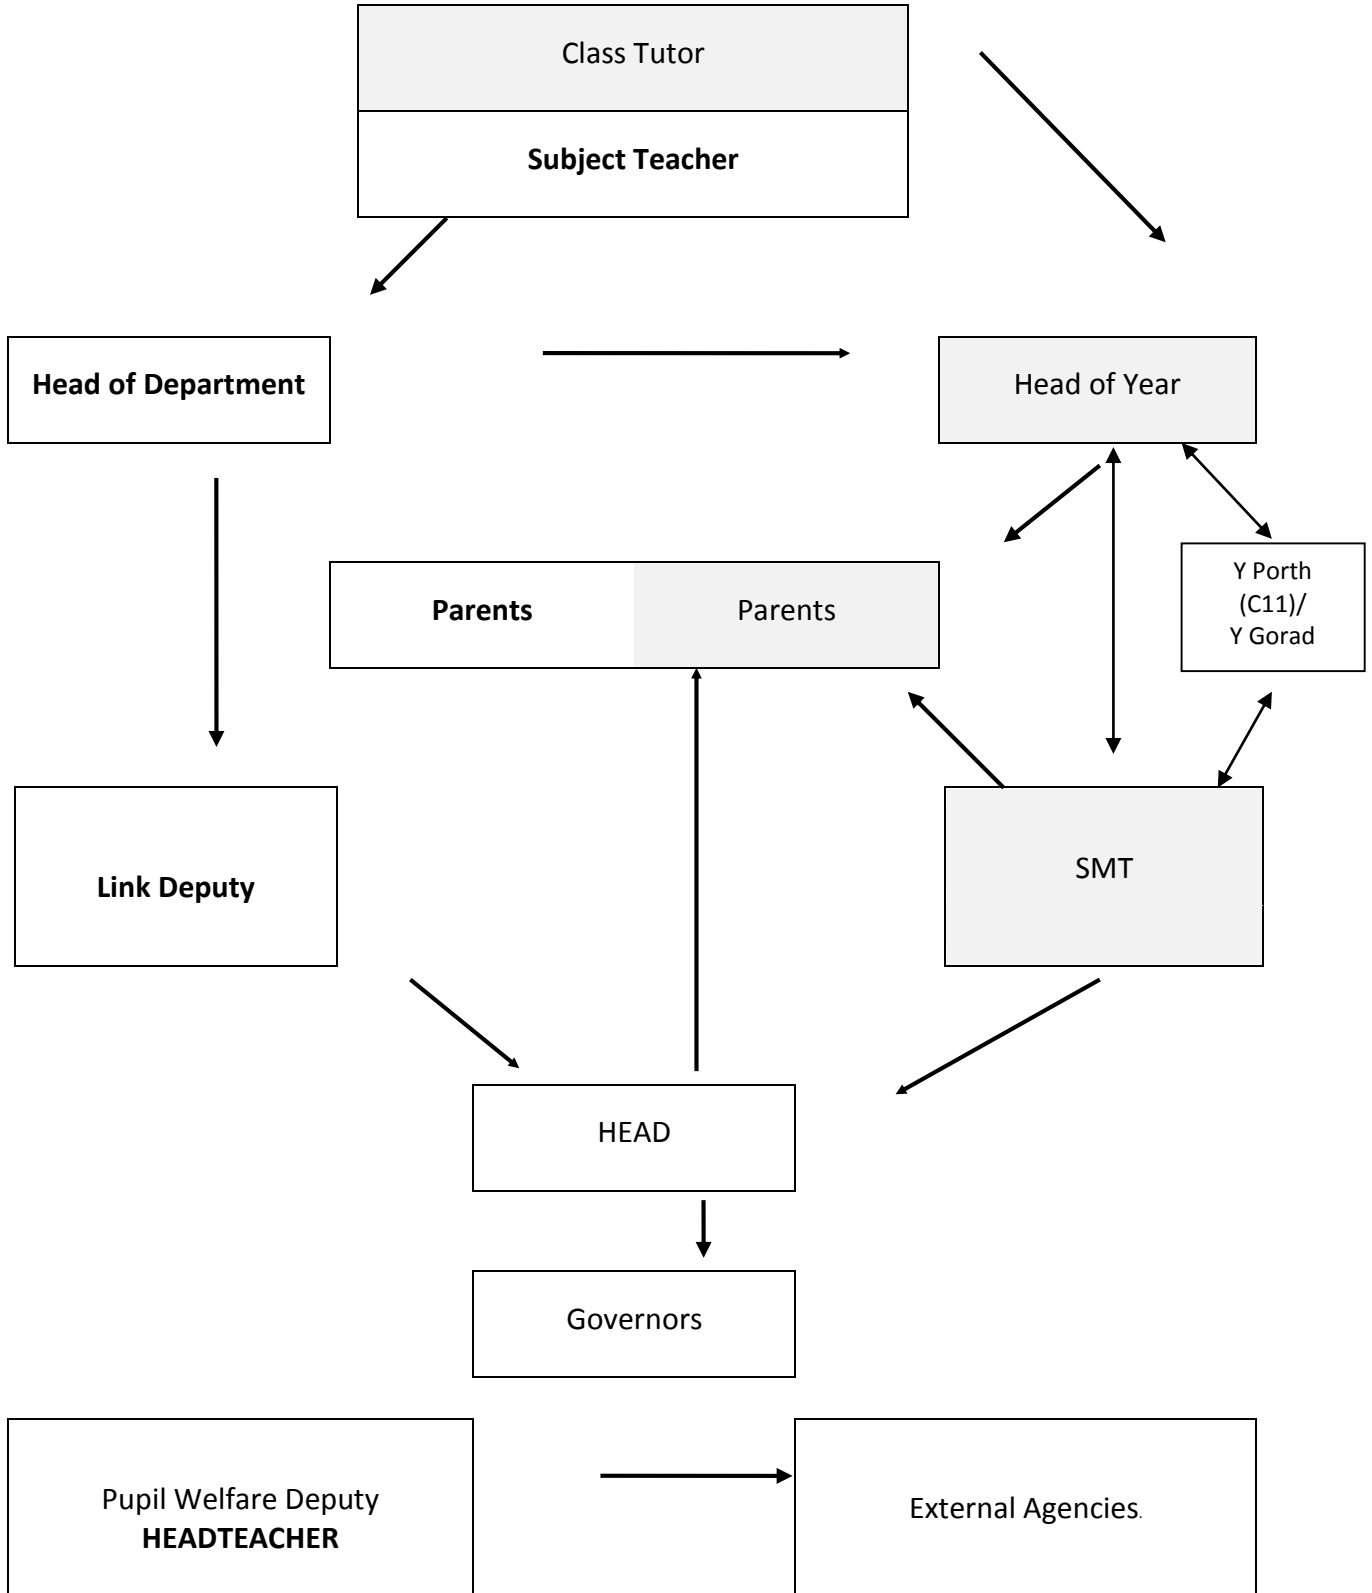 Class Tutor
Subject Teacher
Head of Department
Head of Year
Parents
Parents
Y Porth
(C11)/
Y Gorad
Link Deputy
SMT
HEAD
Governors
Pupil Welfare Deputy
HEADTEACHER
External Agencies.